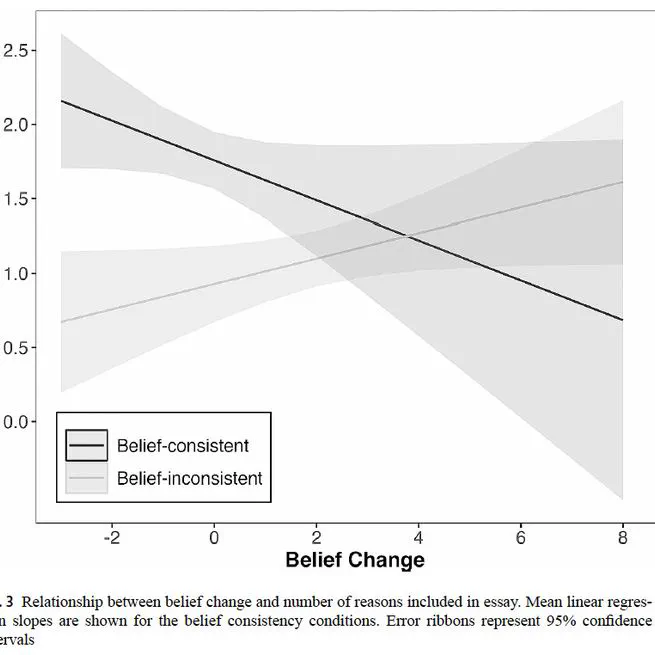 2.5
2.0
1.5
1.0
0.5
0.0
Belief-consistent
Belief-inconsistent
-2 0 2 4 6 8
Belief Change
. 3 Relationship between belief change and number of reasons included in essay. Mean linear regres-
n slopes are shown for the belief consistency conditions. Error ribbons represent 95% confidence
ervals